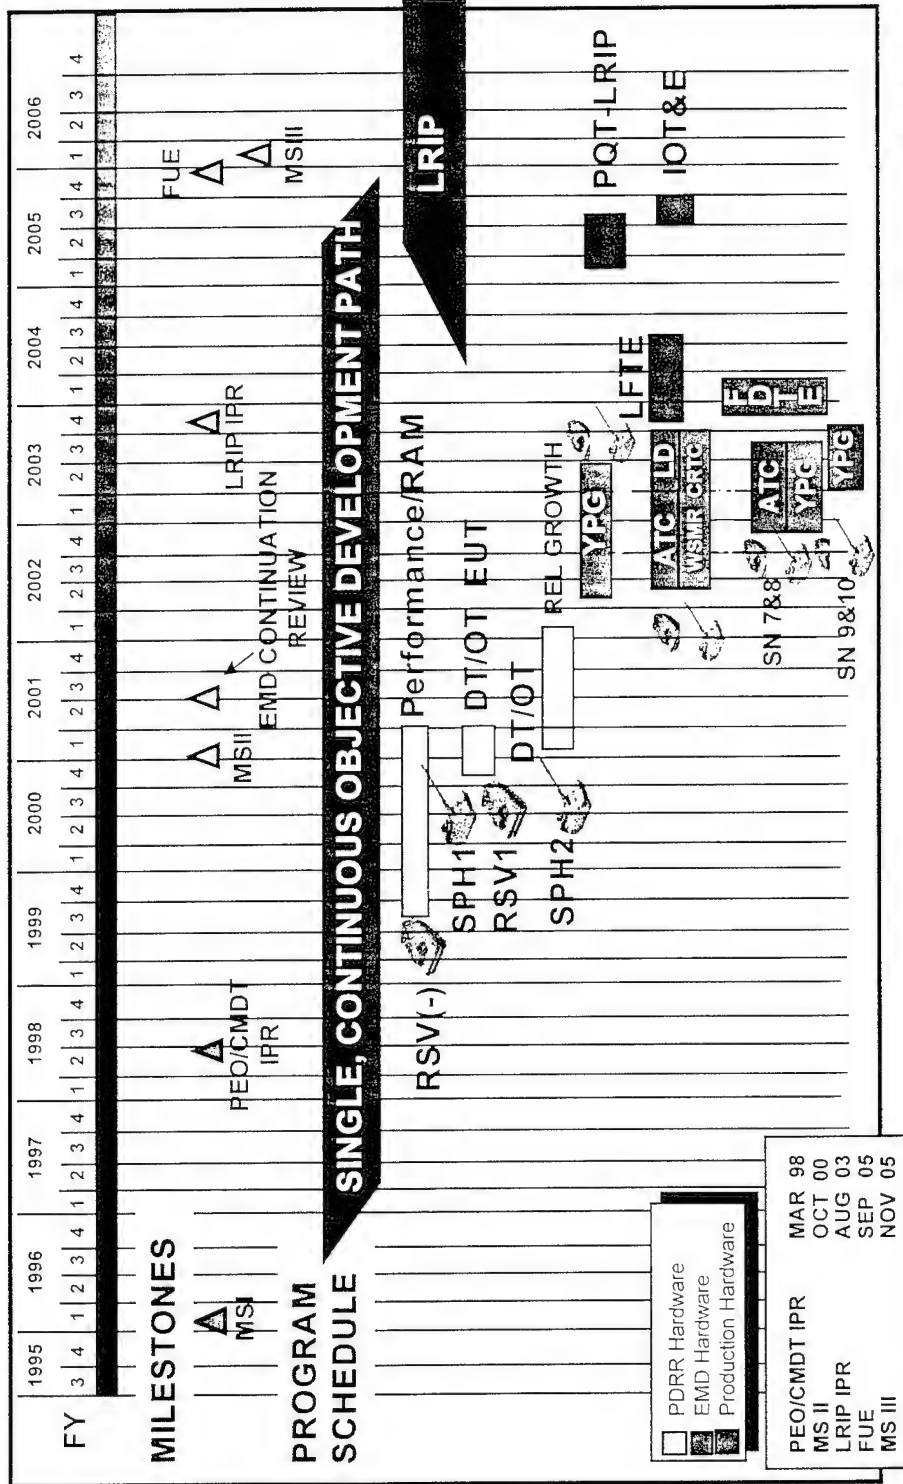 FY
1995 1996 1997 1998 1999 2000 2001 2002 2003 2004 2005 2006
3 4 1 2 3 4 1 2 3 4 1 2 3 4 1 2 3 4 1 2 3 4 1 2 3 4 1 2 3 4 1 2 3 4 1 2 3 4 1 2 3 4 1 2 3 4
MILESTONES
MSI
PEO/CMDT
IPR
MSII
EMD CONTINUATION
REVIEW
LRIP IPR
FUE
MSIII
PROGRAM
SCHEDULE
SINGLE, CONTINUOUS OBJECTIVE DEVELOPMENT PATH
LRIP
RSV(-)
Performance/RAM
SPH1
RSV1
DT/OT EUT
DT/OT
SPH2
REL GROWTH
YPG
PQT-LRIP
LFTE
IOT&E
ATC LD
WSMR CRTC
FDTE
SN 7&8
ATC
YPG
SN 9&10
YPG
PDRR Hardware
EMD Hardware
Production Hardware
PEO/CMDT IPR MAR 98
MS II OCT 00
LRIP IPR AUG 03
FUE SEP 05
MS III NOV 05